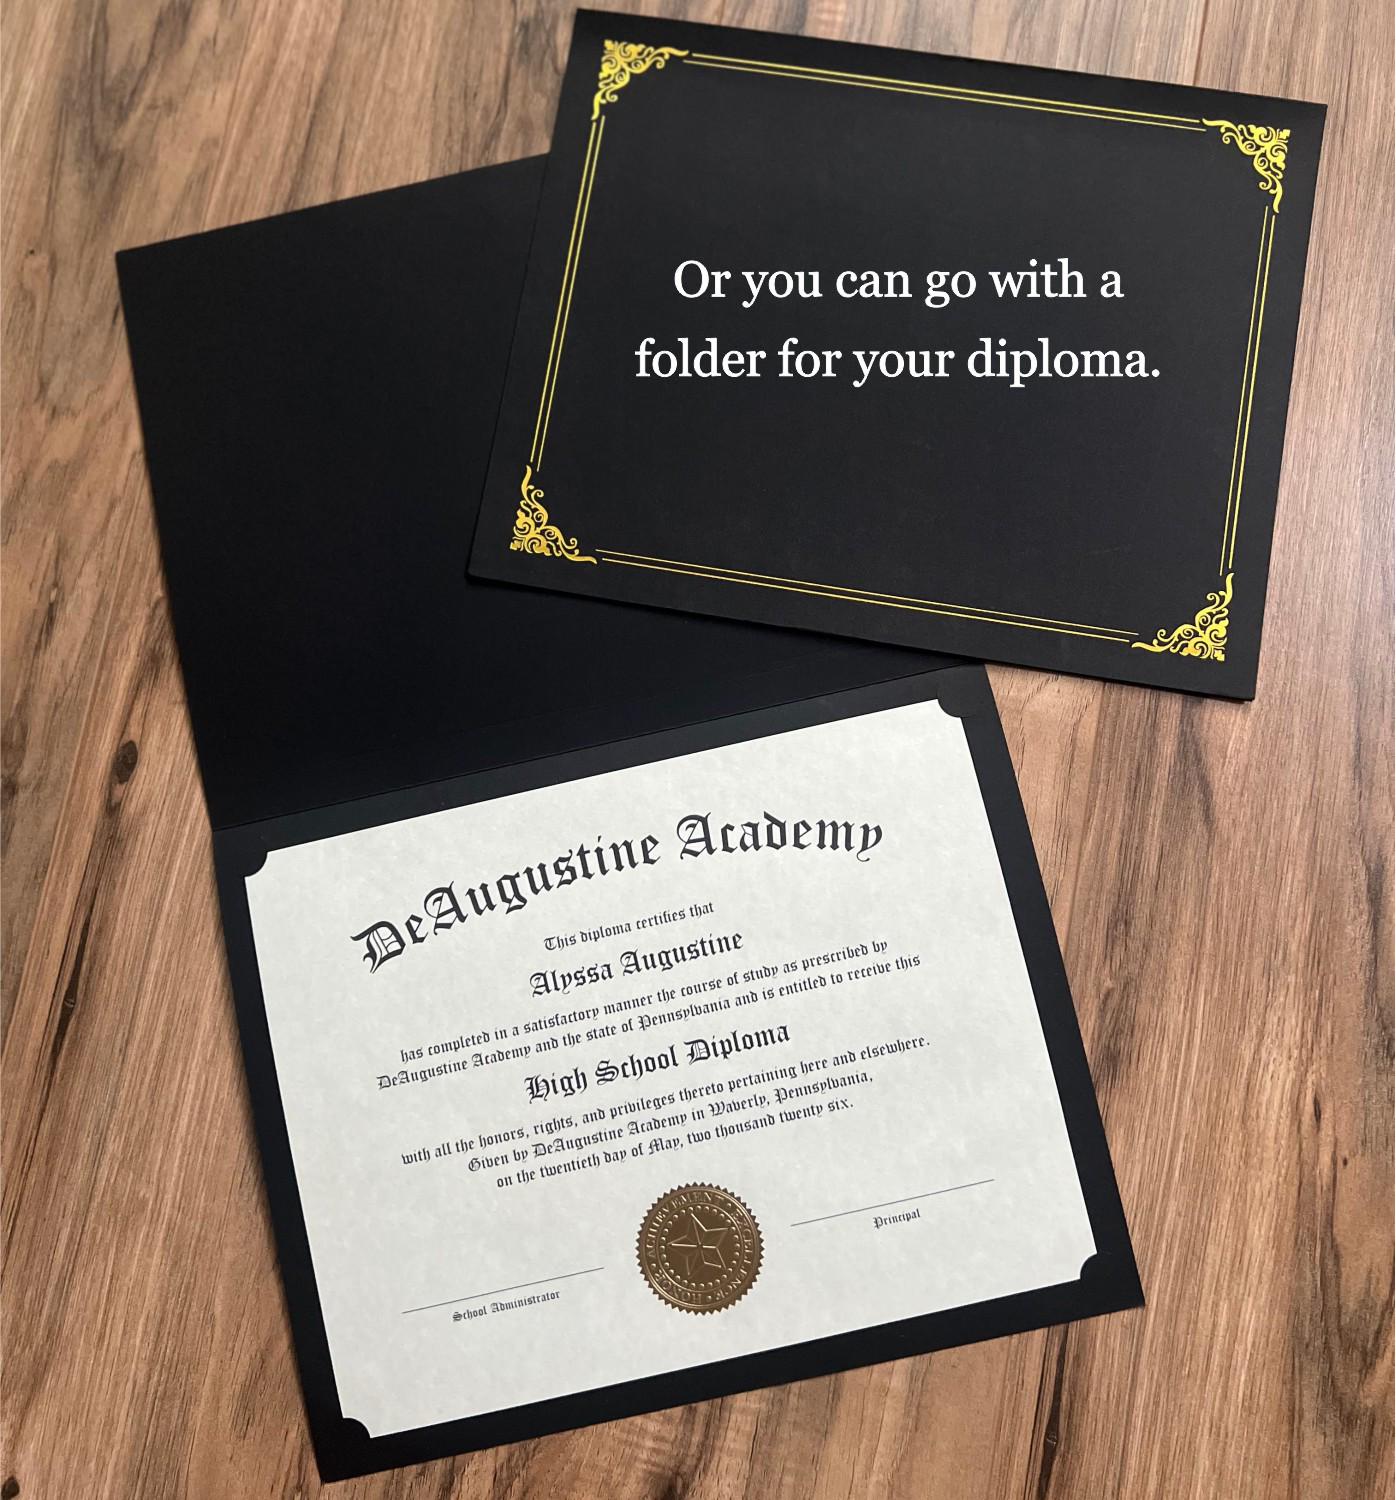 Or you can go with a
folder for your diploma.
DeAugustine Academy
This diploma certifies that
Alyssa Augustine
has completed in a satisfactory manner the course of study as prescribed by
DeAugustine Academy and the state of Pennsylvania and is entitled to receive this
High School Diploma
with all the honors, rights, and privileges thereto pertaining here and elsewhere.
Given by DeAugustine Academy in Waverly, Pennsylvania,
on the twentieth day of May, two thousand twenty six.
ACHIEVEMENT • EXCELLENCE • HONOR •
Principal
School Administrator